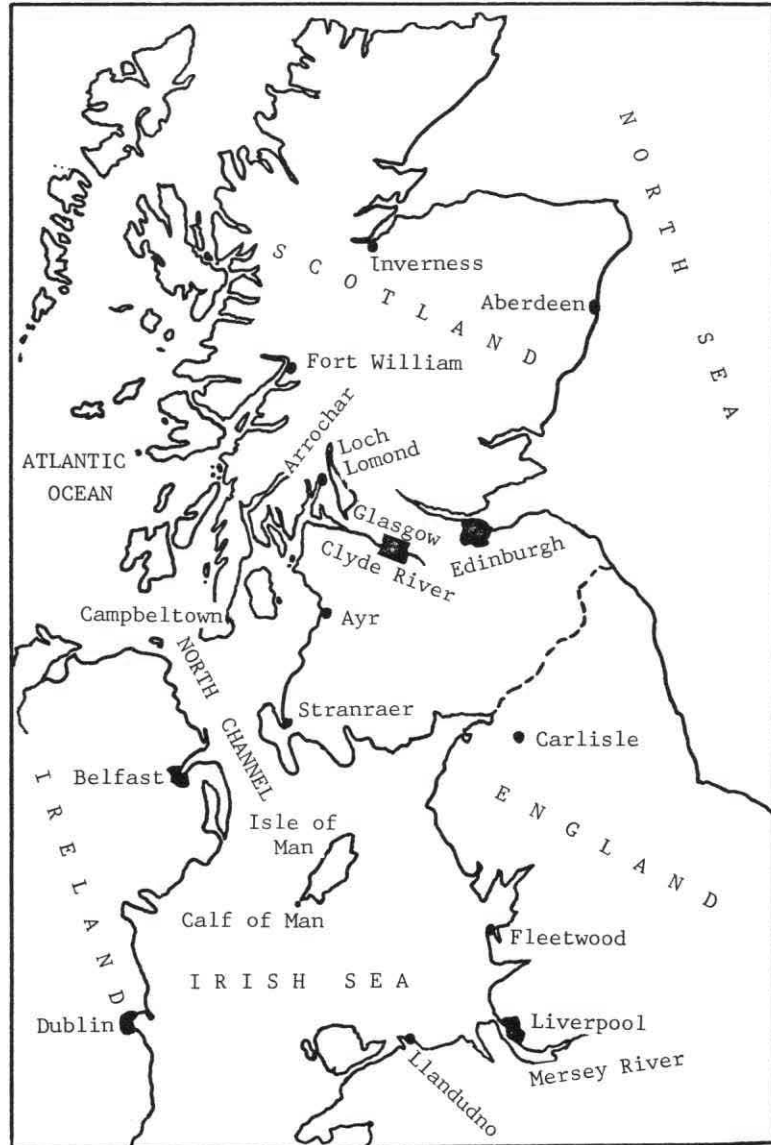 NORTH SEA
SCOTLAND
Inverness
Aberdeen
Fort William
Arrochar
Loch
Lomond
ATLANTIC
OCEAN
Glasgow
Clyde River
Edinburgh
Campbeltown
Ayr
NORTH CHANNEL
Stranraer
Carlisle
Belfast
IRELAND
ENGLAND
Isle of
Man
Calf of Man
Fleetwood
IRISH SEA
Dublin
Liverpool
Mersey River
Llandudno